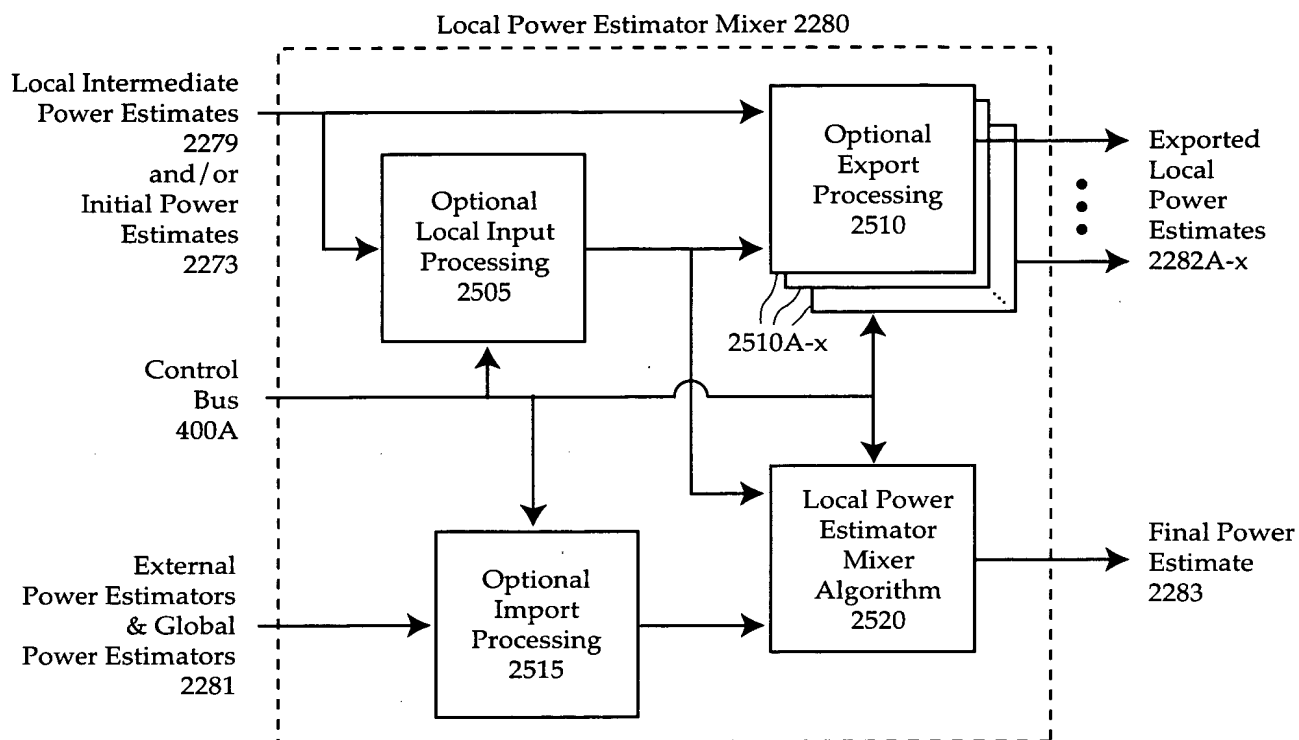 Local Power Estimator Mixer 2280
Local Intermediate
Power Estimates
2279
and/or
Initial Power
Estimates
2273
Optional
Local Input
Processing
2505
Optional
Export
Processing
2510
2510A-x
Exported
Local
Power
Estimates
2282A-x
Control
Bus
400A
External
Power Estimators
& Global
Power Estimators
2281
Optional
Import
Processing
2515
Local Power
Estimator
Mixer
Algorithm
2520
Final Power
Estimate
2283